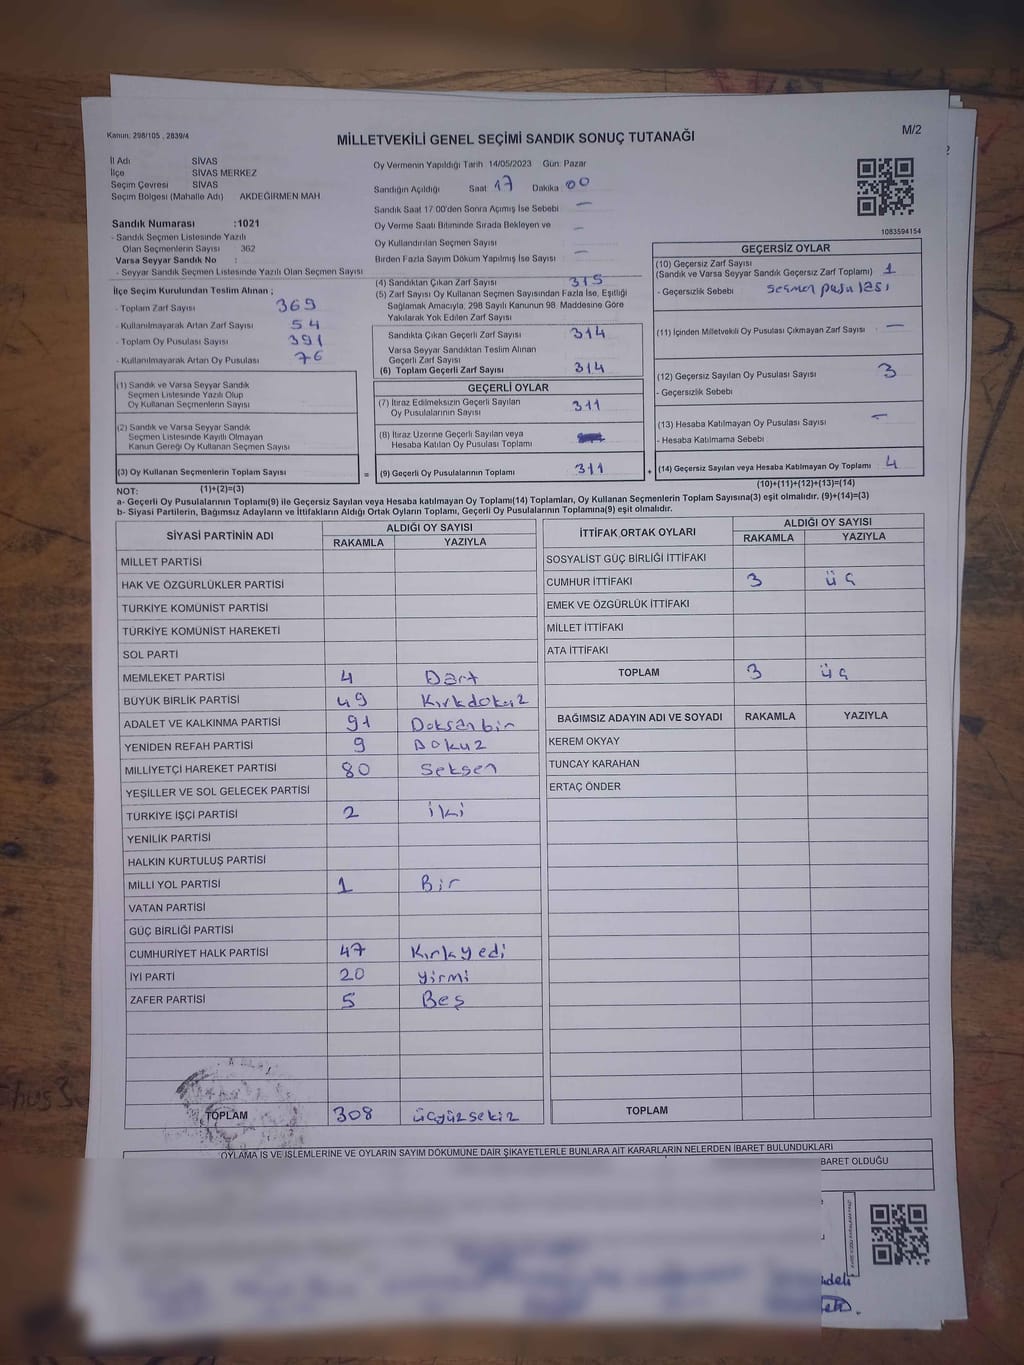 Kanun: 298/105 , 2839/4
MİLLETVEKİLİ GENEL SEÇİMİ SANDIK SONUÇ TUTANAĞI
M/2
İl Adı SİVAS
İlçe SİVAS MERKEZ
Seçim Çevresi SİVAS
Seçim Bölgesi (Mahalle Adı) AKDEĞİRMEN MAH
Sandık Numarası :1021
- Sandık Seçmen Listesinde Yazılı
Olan Seçmenlerin Sayısı 362
Varsa Seyyar Sandık No :
- Seyyar Sandık Seçmen Listesinde Yazılı Olan Seçmen Sayısı
İlçe Seçim Kurulundan Teslim Alınan ;
- Toplam Zarf Sayısı 369
- Kullanılmayarak Artan Zarf Sayısı 54
- Toplam Oy Pusulası Sayısı 391
- Kullanılmayarak Artan Oy Pusulası 76
(1) Sandık ve Varsa Seyyar Sandık
Seçmen Listesinde Yazılı Olup
Oy Kullanan Seçmenlerin Sayısı
(2) Sandık ve Varsa Seyyar Sandık
Seçmen Listesinde Kayıtlı Olmayan
Kanun Gereği Oy Kullanan Seçmen Sayısı
(3) Oy Kullanan Seçmenlerin Toplam Sayısı
=
Oy Vermenin Yapıldığı Tarih 14/05/2023 Gün: Pazar
Sandığın Açıldığı Saat 17 Dakika 00
Sandık Saat 17 00'den Sonra Açımış İse Sebebi —
Oy Verme Saati Bitiminde Sırada Bekleyen ve
Oy Kullandırılan Seçmen Sayısı —
Birden Fazla Sayım Döküm Yapılmış İse Sayısı —
(4) Sandıktan Çıkan Zarf Sayısı 315
(5) Zarf Sayısı Oy Kullanan Seçmen Sayısından Fazla İse, Eşitliği
Sağlamak Amacıyla, 298 Sayılı Kanunun 98. Maddesine Göre
Yakılarak Yok Edilen Zarf Sayısı
Sandıkta Çıkan Geçerli Zarf Sayısı 314
Varsa Seyyar Sandıktan Teslim Alınan
Geçerli Zarf Sayısı
(6) Toplam Geçerli Zarf Sayısı 314
GEÇERLİ OYLAR
(7) İtiraz Edilmeksizin Geçerli Sayılan
Oy Pusulalarının Sayısı 311
(8) İtiraz Üzerine Geçerli Sayılan veya
Hesaba Katılan Oy Pusulası Toplamı
(9) Geçerli Oy Pusulalarının Toplamı 311
+
1083594154
GEÇERSİZ OYLAR
(10) Geçersiz Zarf Sayısı
(Sandık ve Varsa Seyyar Sandık Geçersiz Zarf Toplamı) 1
- Geçersizlik Sebebi seçmen pusulası
(11) İçinden Milletvekili Oy Pusulası Çıkmayan Zarf Sayısı —
(12) Geçersiz Sayılan Oy Pusulası Sayısı 3
- Geçersizlik Sebebi
(13) Hesaba Katılmayan Oy Pusulası Sayısı —
- Hesaba Katılmama Sebebi
(14) Geçersiz Sayılan veya Hesaba Katılmayan Oy Toplamı 4
NOT: (1)+(2)=(3)
(10)+(11)+(12)+(13)=(14)
a- Geçerli Oy Pusulalarının Toplamı(9) ile Geçersiz Sayılan veya Hesaba katılmayan Oy Toplamı(14) Toplamları, Oy Kullanan Seçmenlerin Toplam Sayısına(3) eşit olmalıdır. (9)+(14)=(3)
b- Siyasi Partilerin, Bağımsız Adayların ve İttifakların Aldığı Ortak Oyların Toplamı, Geçerli Oy Pusulalarının Toplamına(9) eşit olmalıdır.
SİYASİ PARTİNİN ADI ALDIĞI OY SAYISI
RAKAMLA YAZIYLA
MİLLET PARTİSİ
HAK VE ÖZGÜRLÜKLER PARTİSİ
TÜRKİYE KOMÜNİST PARTİSİ
TÜRKİYE KOMÜNİST HAREKETİ
SOL PARTİ
MEMLEKET PARTİSİ 4 Dört
BÜYÜK BİRLİK PARTİSİ 49 Kırkdokuz
ADALET VE KALKINMA PARTİSİ 91 Doksanbir
YENİDEN REFAH PARTİSİ 9 Dokuz
MİLLİYETÇİ HAREKET PARTİSİ 80 Seksen
YEŞİLLER VE SOL GELECEK PARTİSİ
TÜRKİYE İŞÇİ PARTİSİ 2 iki
YENİLİK PARTİSİ
HALKIN KURTULUŞ PARTİSİ
MİLLİ YOL PARTİSİ 1 Bir
VATAN PARTİSİ
GÜÇ BİRLİĞİ PARTİSİ
CUMHURİYET HALK PARTİSİ 47 Kırkyedi
İYİ PARTİ 20 yirmi
ZAFER PARTİSİ 5 Beş
TOPLAM 308 üçyüzsekiz
İTTİFAK ORTAK OYLARI ALDIĞI OY SAYISI
RAKAMLA YAZIYLA
SOSYALİST GÜÇ BİRLİĞİ İTTİFAKI
CUMHUR İTTİFAKI 3 üç
EMEK VE ÖZGÜRLÜK İTTİFAKI
MİLLET İTTİFAKI
ATA İTTİFAKI
TOPLAM 3 üç
BAĞIMSIZ ADAYIN ADI VE SOYADI RAKAMLA YAZIYLA
KEREM OKYAY
TUNCAY KARAHAN
ERTAÇ ÖNDER
TOPLAM
OYLAMA İŞ VE İŞLEMLERİNE VE OYLARIN SAYIM DÖKÜMÜNE DAİR ŞİKAYETLERLE BUNLARA AİT KARARLARIN NELERDEN İBARET BULUNDUKLARI
BARET OLDUĞU